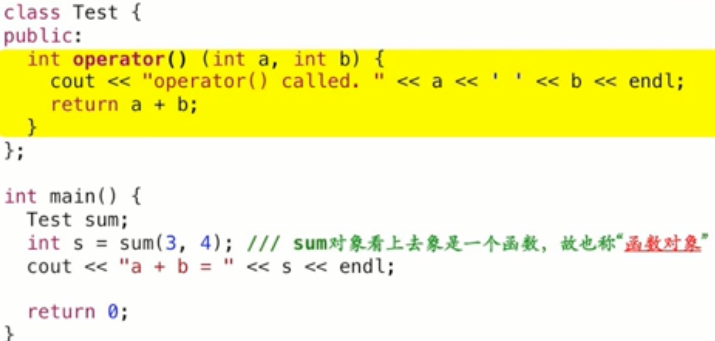 class Test {
public:
  int operator() (int a, int b) {
    cout << "operator() called. " << a << ' ' << b << endl;
    return a + b;
  }
};

int main() {
  Test sum;
  int s = sum(3, 4); /// sum对象看上去象是一个函数，故也称“函数对象”
  cout << "a + b = " << s << endl;

  return 0;
}